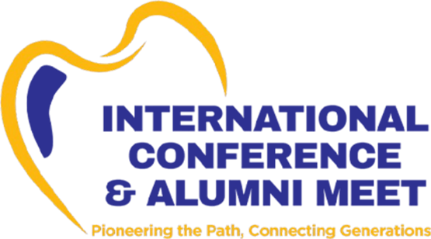 INTERNATIONAL
CONFERENCE
& ALUMNI MEET
Pioneering the Path, Connecting Generations